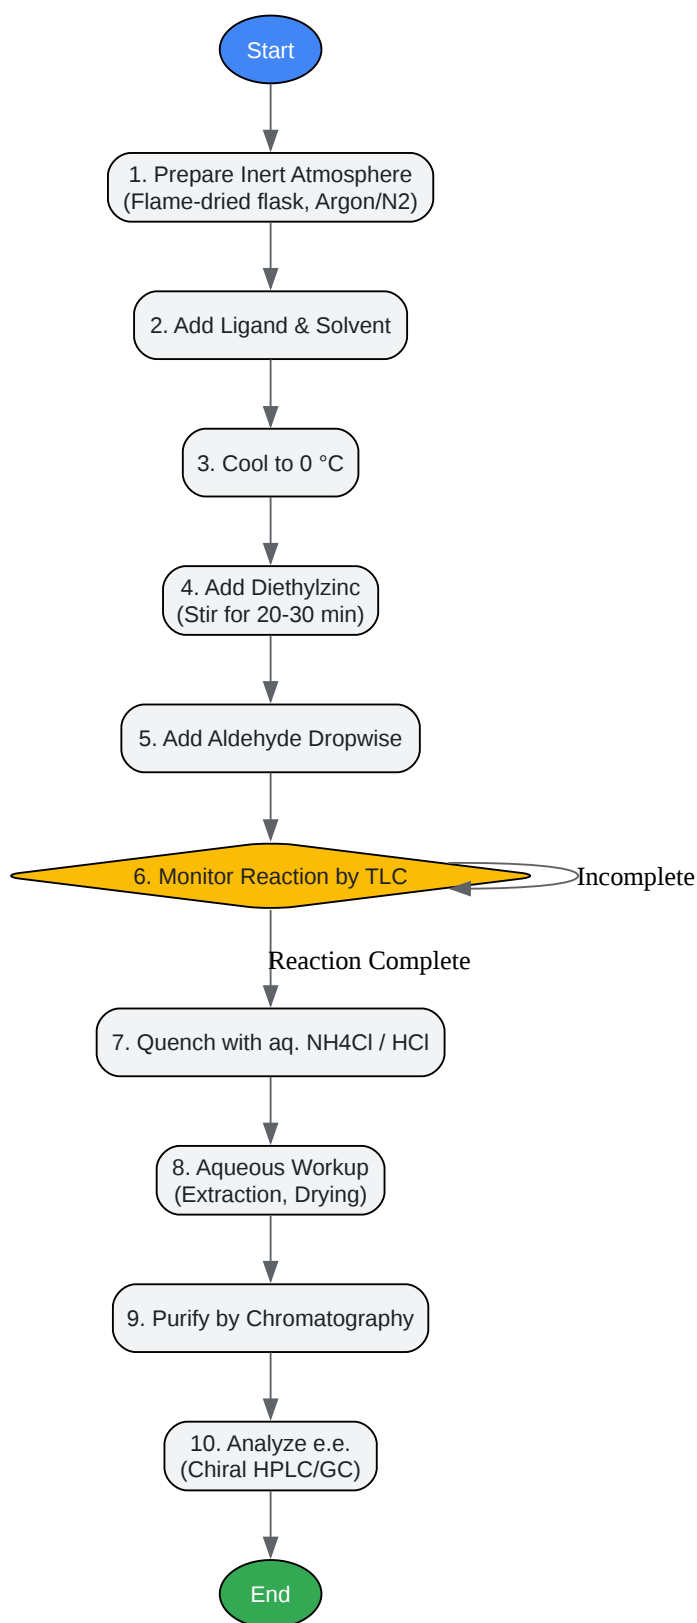 Start
1. Prepare Inert Atmosphere
(Flame-dried flask, Argon/N2)
2. Add Ligand & Solvent
3. Cool to 0 °C
4. Add Diethylzinc
(Stir for 20-30 min)
5. Add Aldehyde Dropwise
6. Monitor Reaction by TLC
Incomplete
Reaction Complete
7. Quench with aq. NH4Cl / HCl
8. Aqueous Workup
(Extraction, Drying)
9. Purify by Chromatography
10. Analyze e.e.
(Chiral HPLC/GC)
End